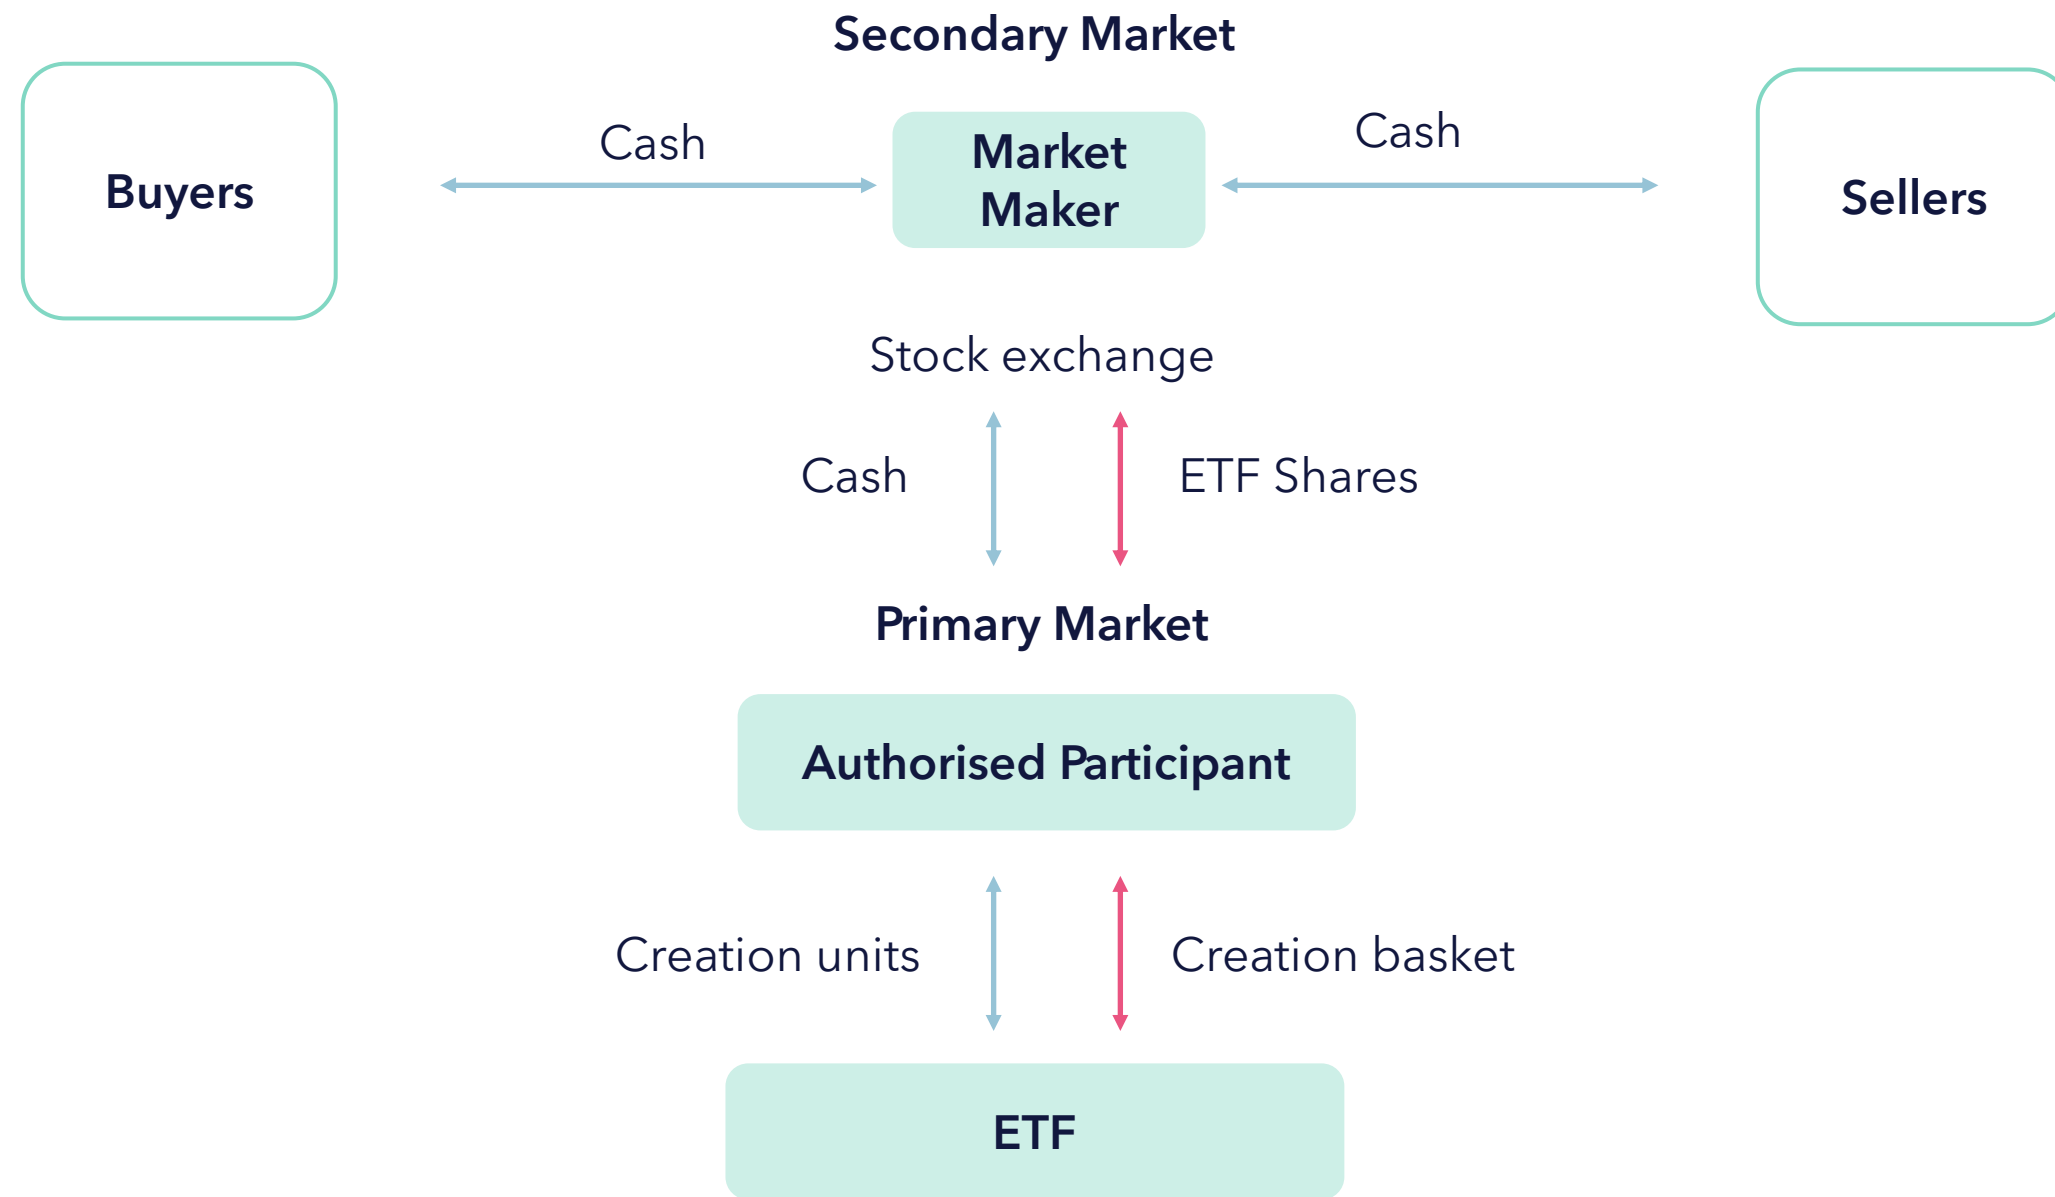 Secondary Market
Buyers
Cash
Market
Maker
Cash
Sellers
Stock exchange
Cash
ETF Shares
Primary Market
Authorised Participant
Creation units
Creation basket
ETF